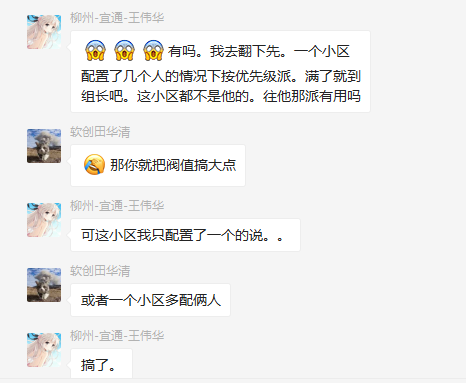 柳州-宜通-王伟华
有吗。我去翻下先。一个小区
配置了几个人的情况下按优先级派。满了就到
组长吧。这小区都不是他的。往他那派有用吗
软创田华清
那你就把阀值搞大点
柳州-宜通-王伟华
可这小区我只配置了一个的说。。
软创田华清
或者一个小区多配俩人
柳州-宜通-王伟华
搞了。